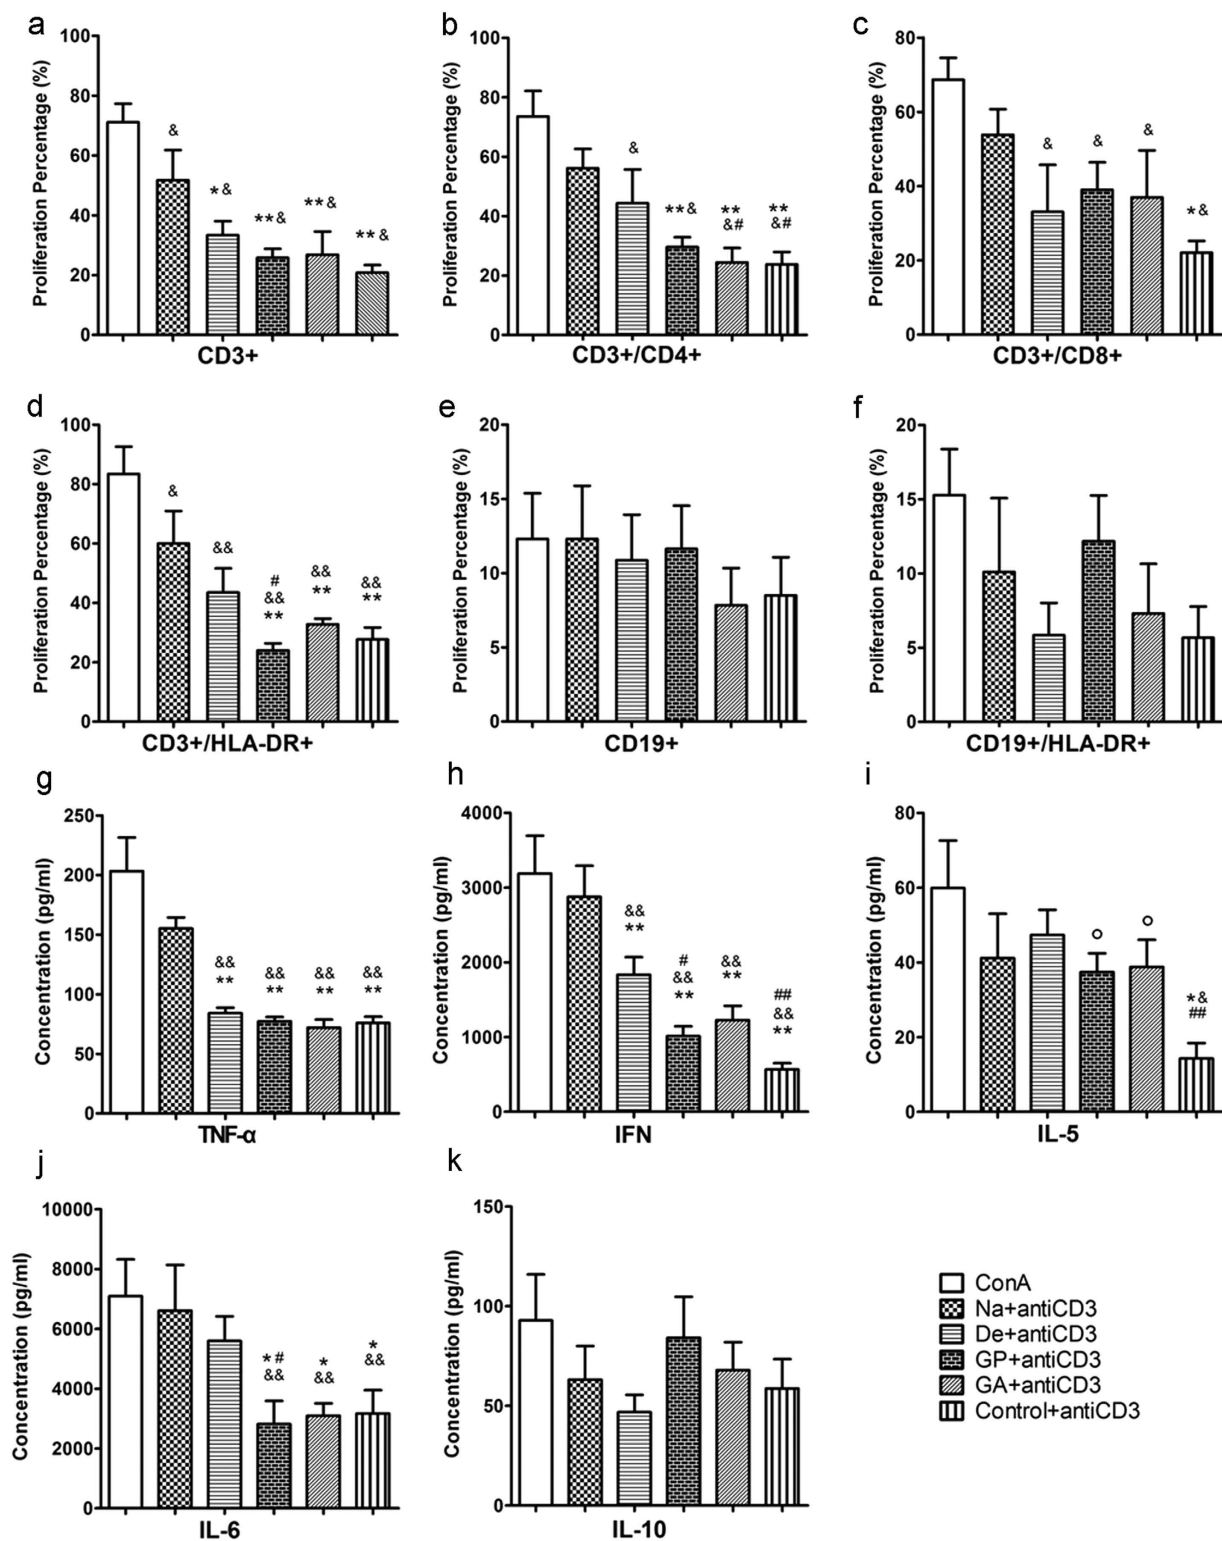 a
Proliferation Percentage (%)
100
80
60
40
20
0
&
*&
**&
**&
**&
CD3+
b
Proliferation Percentage (%)
100
80
60
40
20
0
&
**&
**
&#
**
&#
CD3+/CD4+
c
Proliferation Percentage (%)
80
60
40
20
0
&
&
&
*&
CD3+/CD8+
d
Proliferation Percentage (%)
100
80
60
40
20
0
&
&&
#
&&
**
&&
**
&&
**
CD3+/HLA-DR+
e
Proliferation Percentage (%)
20
15
10
5
0
CD19+
f
Proliferation Percentage (%)
20
15
10
5
0
CD19+/HLA-DR+
g
Concentration (pg/ml)
250
200
150
100
50
0
&&
**
&&
**
&&
**
&&
**
TNF-α
h
Concentration (pg/ml)
4000
3000
2000
1000
0
&&
**
#
&&
**
&&
**
##
&&
**
IFN
i
Concentration (pg/ml)
80
60
40
20
0
○
○
*&
##
IL-5
j
Concentration (pg/ml)
10000
8000
6000
4000
2000
0
*#
&&
*
&&
*
&&
IL-6
k
Concentration (pg/ml)
150
100
50
0
IL-10
ConA
Na+antiCD3
De+antiCD3
GP+antiCD3
GA+antiCD3
Control+antiCD3